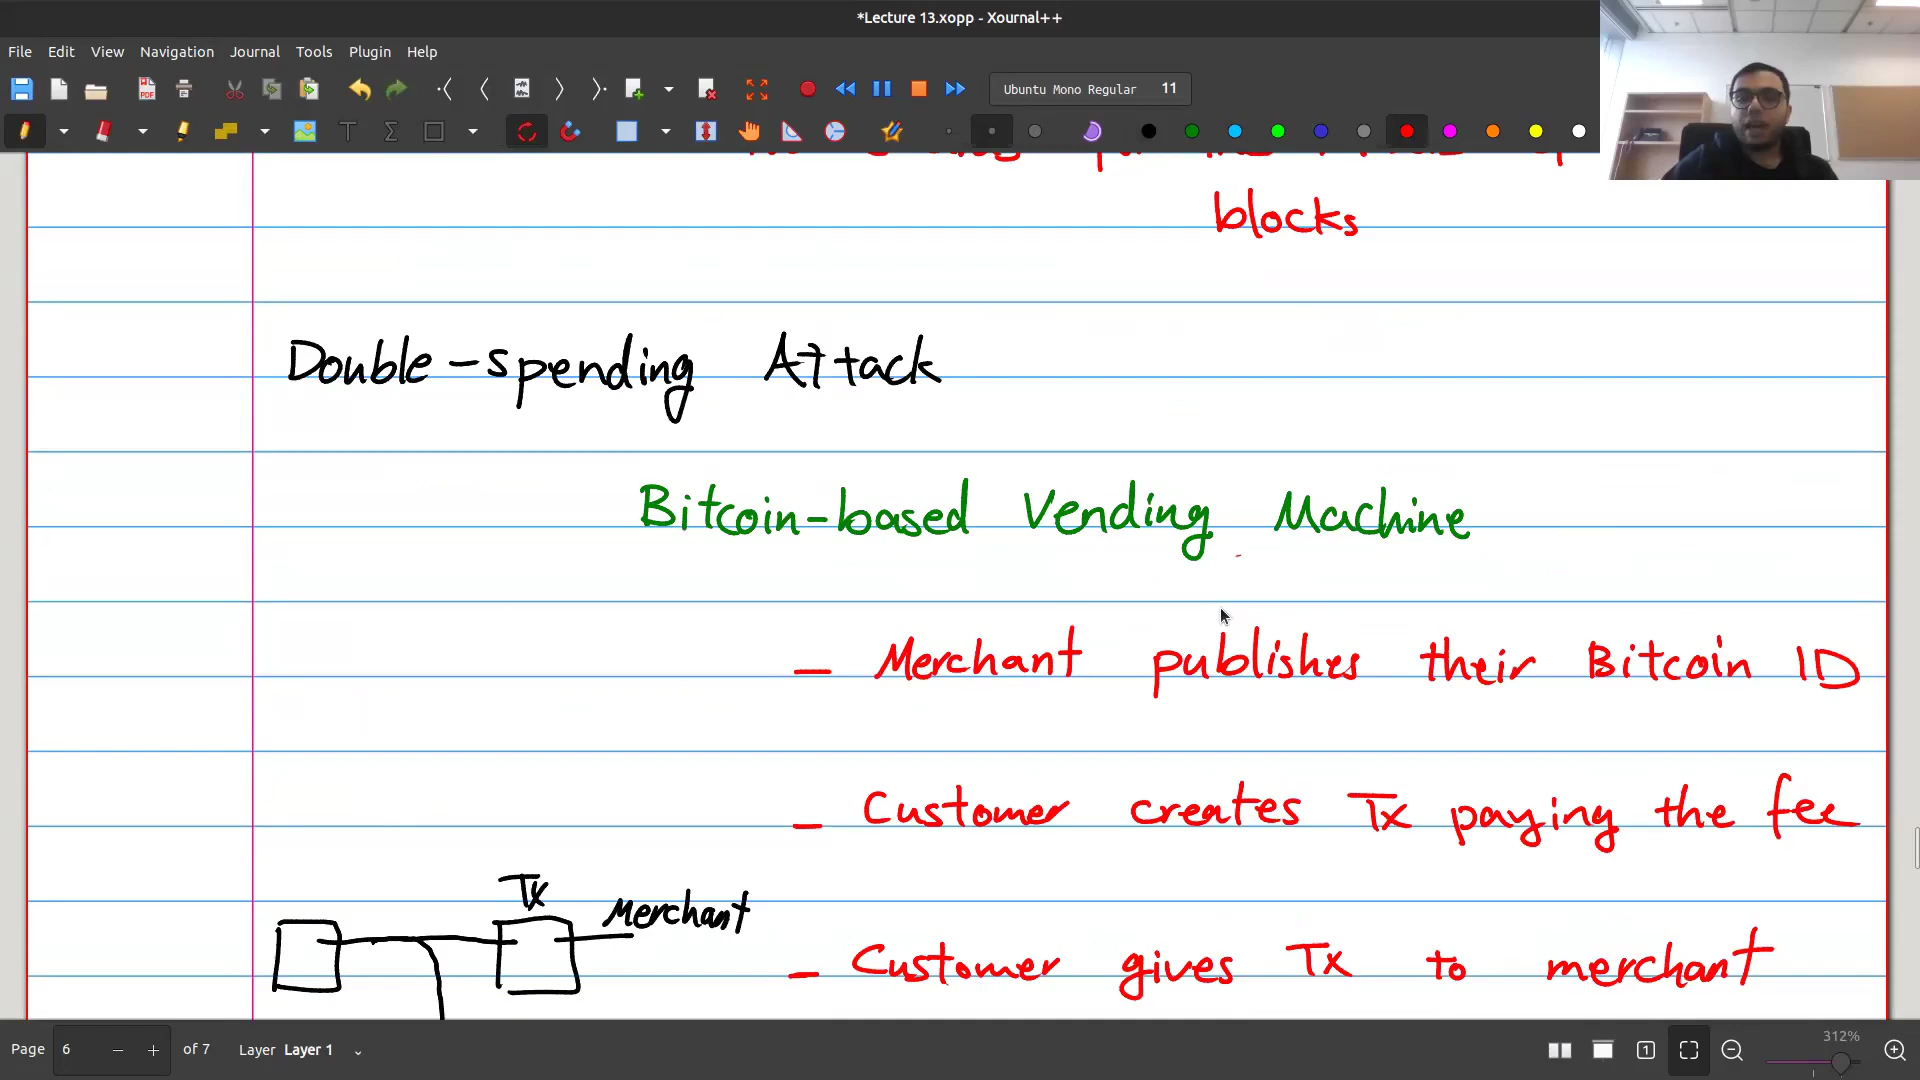 *Lecture 13.xopp - Xournal++
File Edit View Navigation Journal Tools Plugin Help
PDF
Ubuntu Mono Regular 11
blocks
Double-spending Attack
Bitcoin-based Vending Machine
- Merchant publishes their Bitcoin ID
- Customer creates Tx paying the fee
Tx
Merchant
- Customer gives Tx to merchant
Page 6 of 7 Layer Layer 1
312%